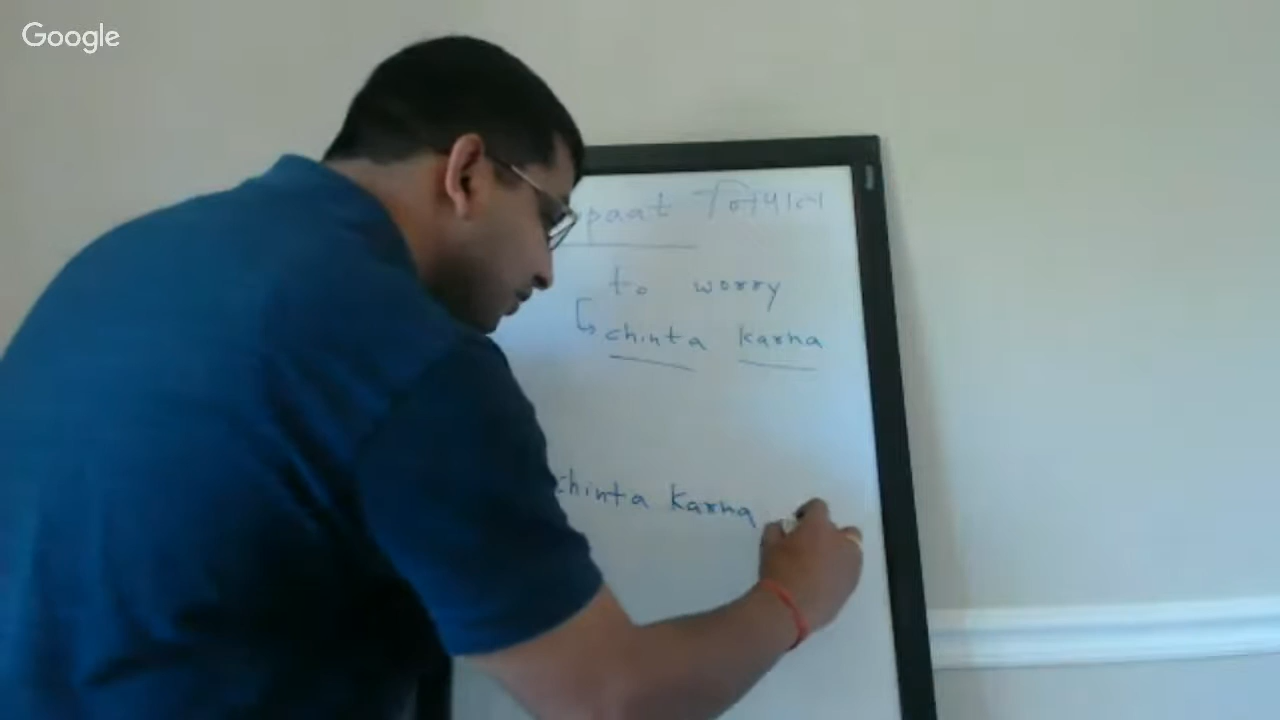 Google
paat निपात
to worry
chinta karna
chinta karna